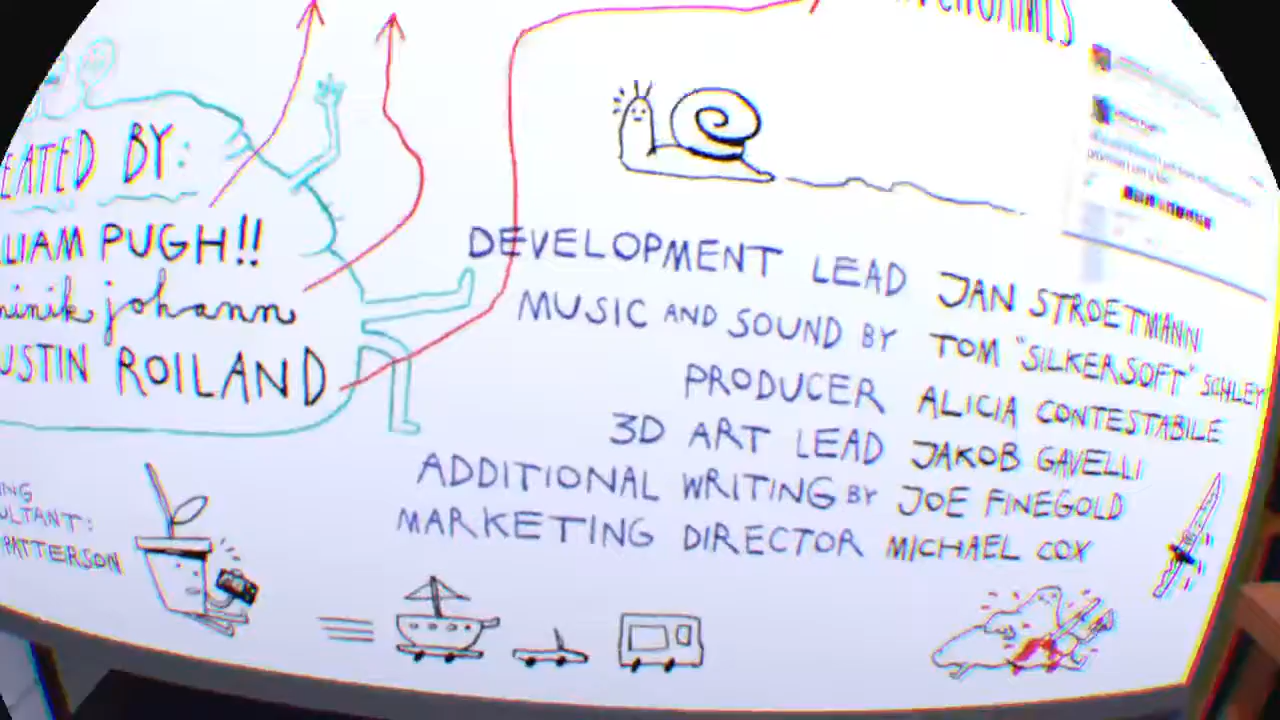 EATED BY:
LLIAM PUGH!!
minik johann
USTIN ROILAND
DEVELOPMENT LEAD JAN STROETMANN
MUSIC AND SOUND BY TOM "SILKERSOFT" SCHLEY
PRODUCER ALICIA CONTESTABILE
3D ART LEAD JAKOB GAVELLI
ADDITIONAL WRITING BY JOE FINEGOLD
MARKETING DIRECTOR MICHAEL COX
ING
ULTANT:
PATTERSON